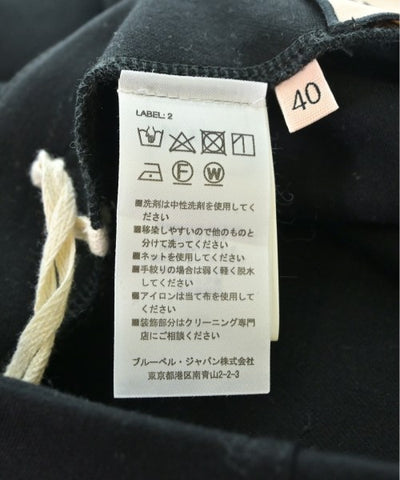 LABEL: 2
40
F
W
■洗剤は中性洗剤を使用してく
ださい
■移染しやすいので他のものと
分けて洗ってください
■ネットを使用してください
■手絞りの場合は弱く軽く脱水
してください
■アイロンは当て布を使用して
ください
■装飾部分はクリーニング専門
店にご相談ください
ブルーベル・ジャパン株式会社
東京都港区南青山2-2-3